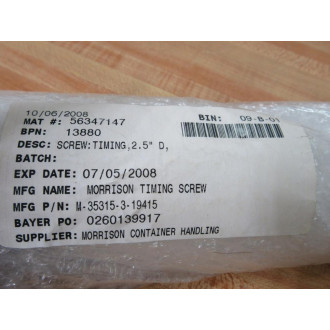 10/06/2008
MAT #: 56347147 BIN: 09-B-01
BPN: 13880
DESC: SCREW:TIMING,2.5" D,
BATCH:
EXP DATE: 07/05/2008
MFG NAME: MORRISON TIMING SCREW
MFG P/N: M-35315-3-19415
BAYER PO: 0260139917
SUPPLIER: MORRISON CONTAINER HANDLING